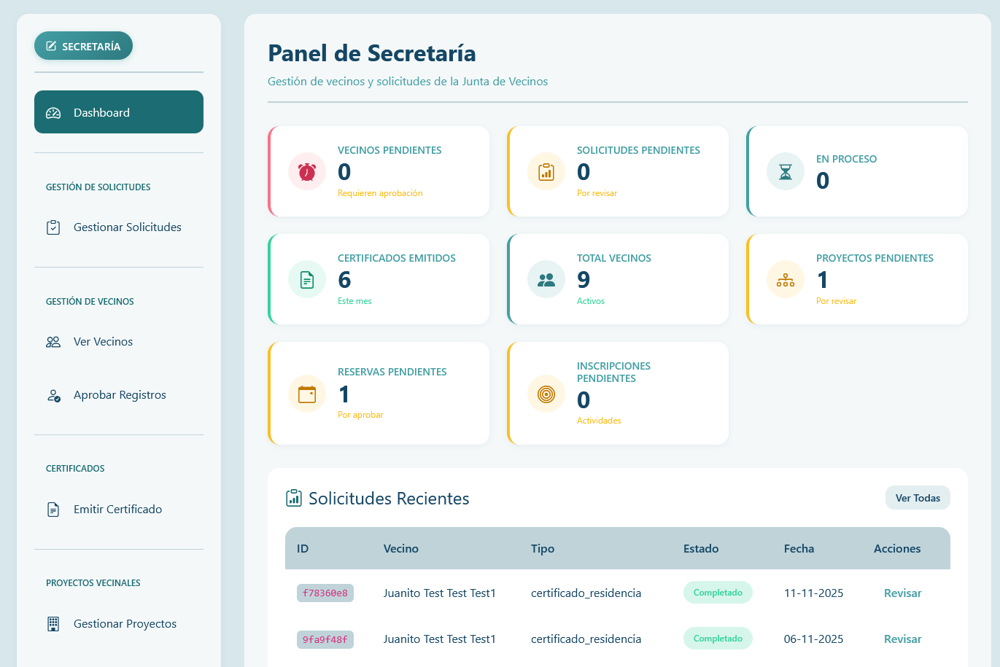 SECRETARÍA
Dashboard
GESTIÓN DE SOLICITUDES
Gestionar Solicitudes
GESTIÓN DE VECINOS
Ver Vecinos
Aprobar Registros
CERTIFICADOS
Emitir Certificado
PROYECTOS VECINALES
Gestionar Proyectos
Panel de Secretaría
Gestión de vecinos y solicitudes de la Junta de Vecinos
VECINOS PENDIENTES
0
Requieren aprobación
SOLICITUDES PENDIENTES
0
Por revisar
EN PROCESO
0
CERTIFICADOS EMITIDOS
6
Este mes
TOTAL VECINOS
9
Activos
PROYECTOS PENDIENTES
1
Por revisar
RESERVAS PENDIENTES
1
Por aprobar
INSCRIPCIONES
PENDIENTES
0
Actividades
Solicitudes Recientes
Ver Todas
ID Vecino Tipo Estado Fecha Acciones
f78360e8 Juanito Test Test Test1 certificado_residencia Completado 11-11-2025 Revisar
9fa9f48f Juanito Test Test Test1 certificado_residencia Completado 06-11-2025 Revisar